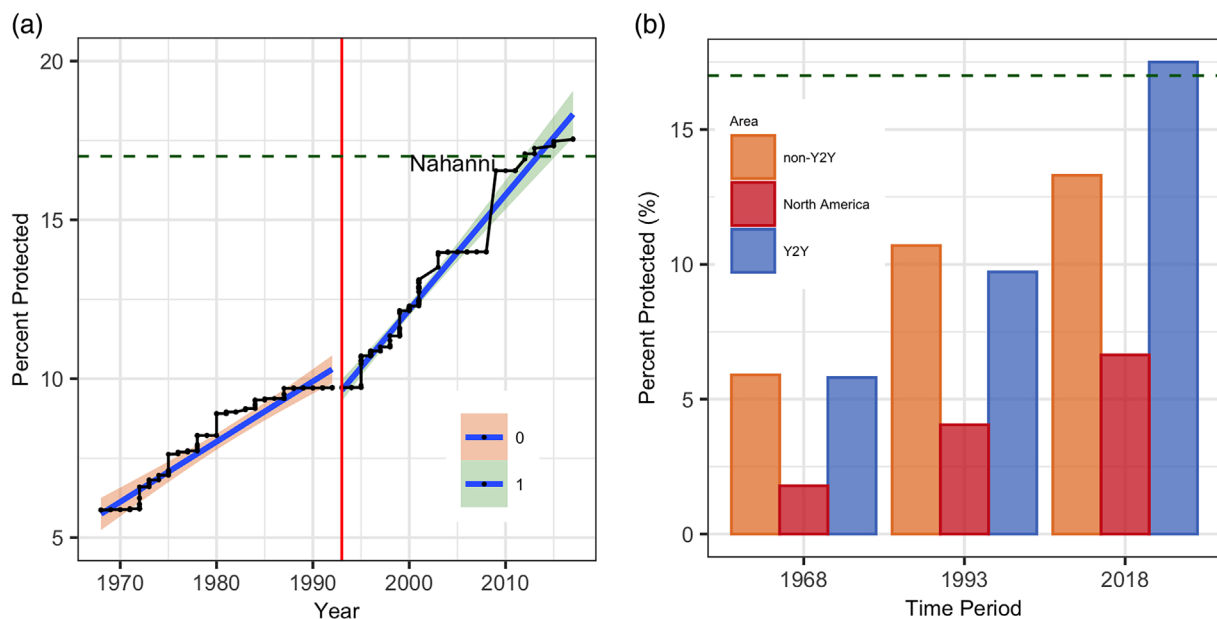 (a)
20
15
10
5
Percent Protected
Nahanni
0
1
1970 1980 1990 2000 2010
Year
(b)
15
10
5
0
Percent Protected (%)
Area
non-Y2Y
North America
Y2Y
1968 1993 2018
Time Period